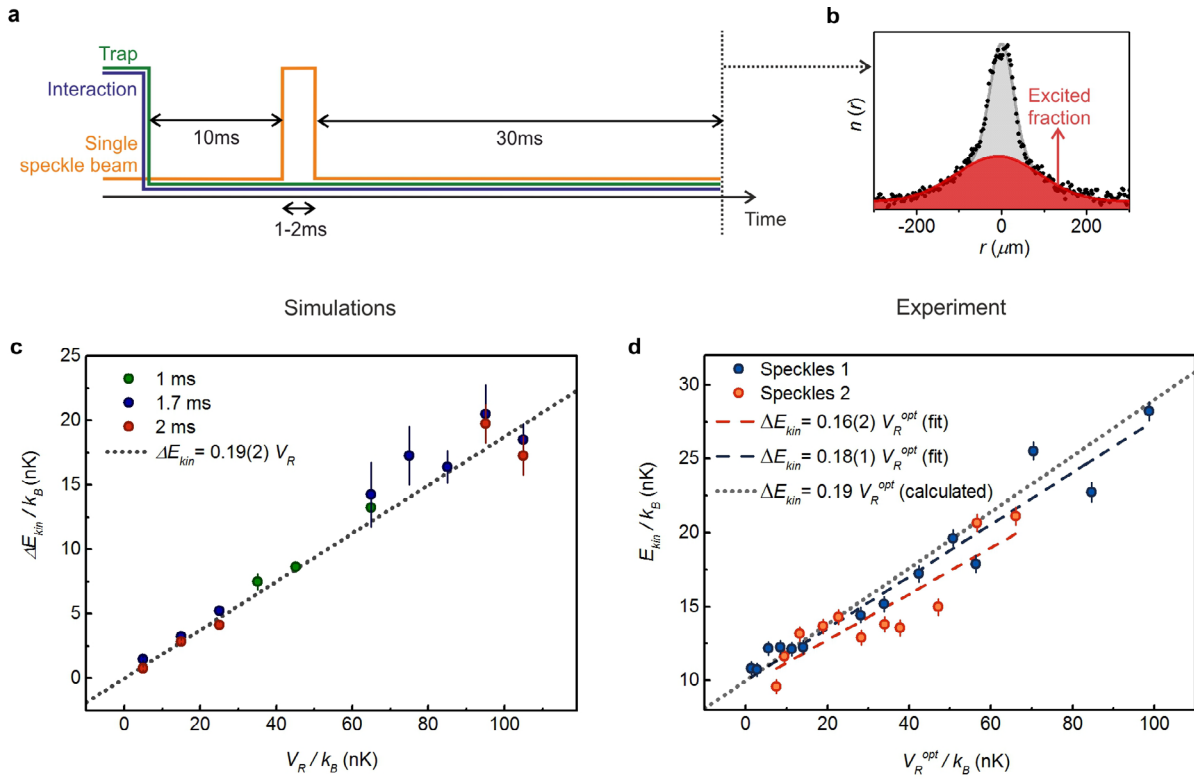 a
Trap
Interaction
Single
speckle beam
10ms
30ms
1-2ms
Time
b
n (r)
Excited
fraction
-200
0
200
r (μm)
Simulations
Experiment
c
25
20
15
10
5
0
ΔE_kin / k_B (nK)
1 ms
1.7 ms
2 ms
ΔE_kin = 0.19(2) V_R
0
20
40
60
80
100
V_R / k_B (nK)
d
30
25
20
15
10
E_kin / k_B (nK)
Speckles 1
Speckles 2
ΔE_kin = 0.16(2) V_R^opt (fit)
ΔE_kin = 0.18(1) V_R^opt (fit)
ΔE_kin = 0.19 V_R^opt (calculated)
0
20
40
60
80
100
V_R^opt / k_B (nK)